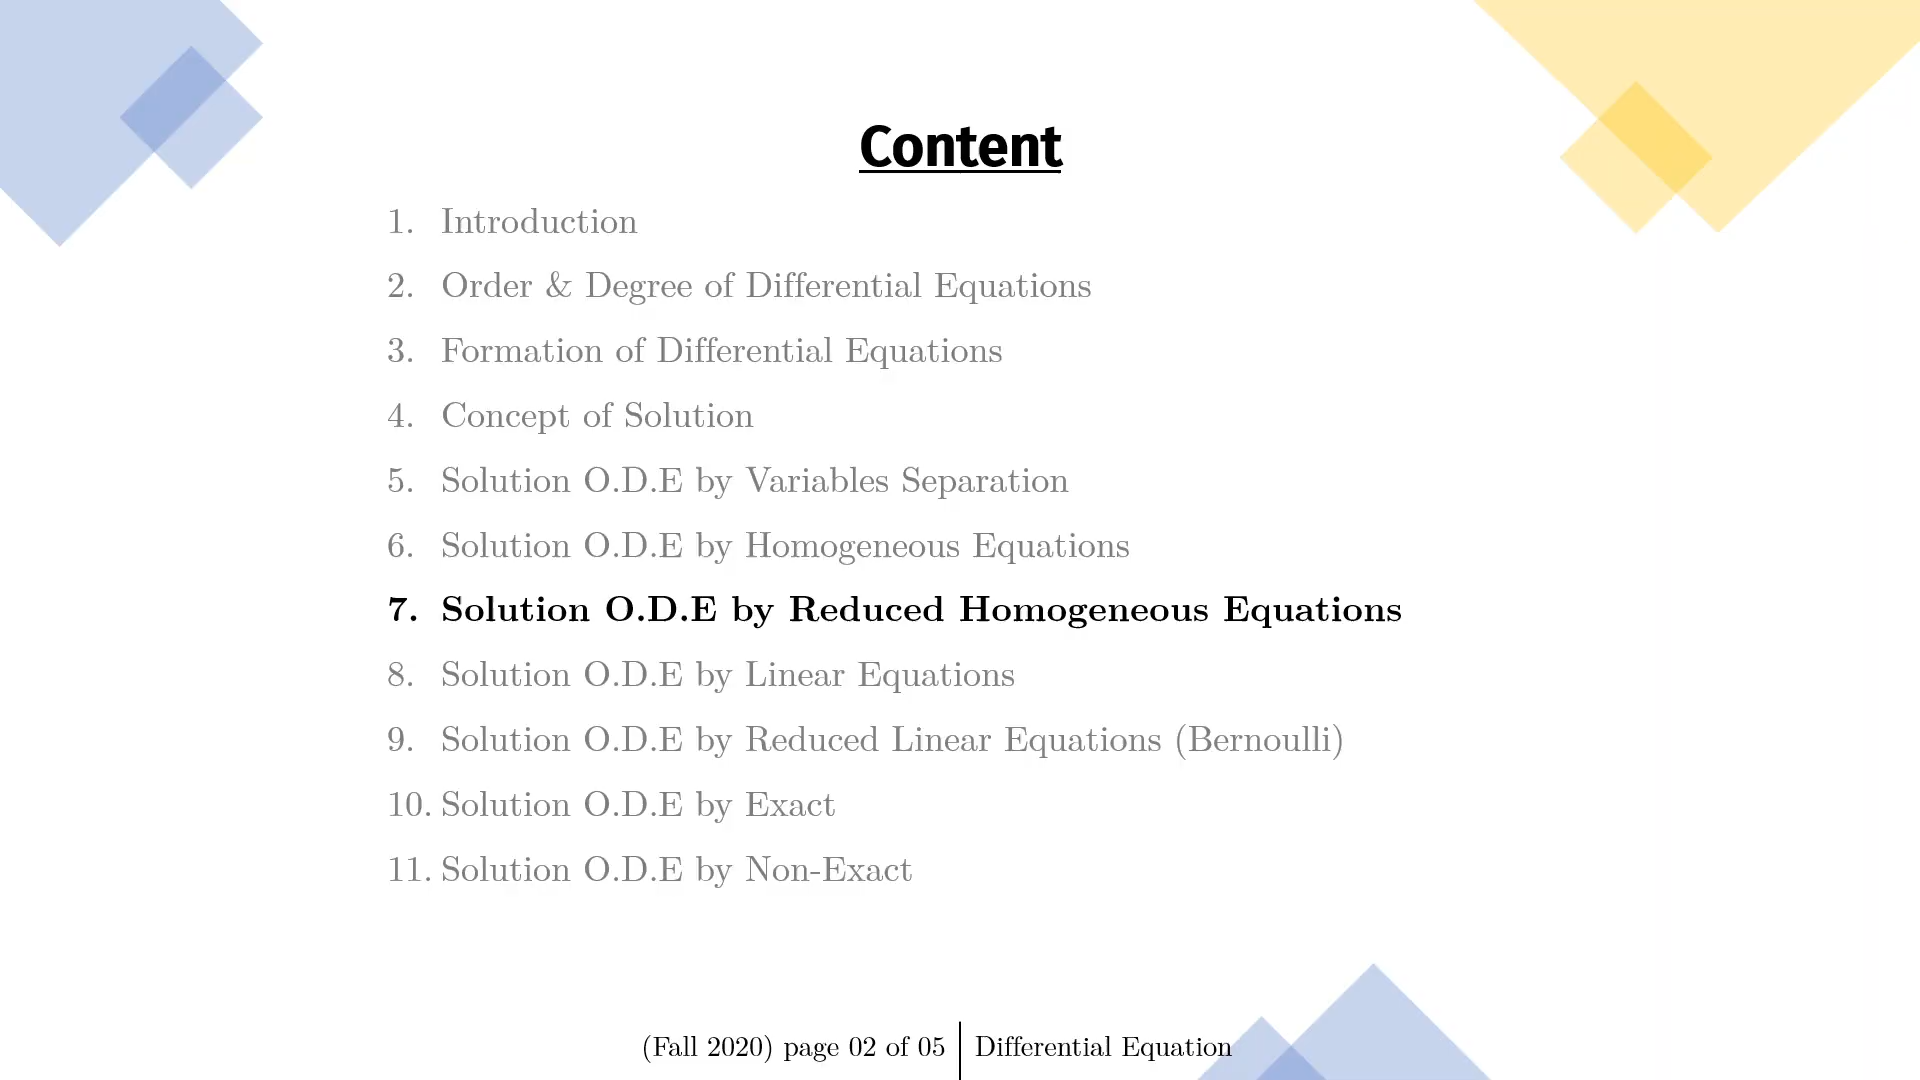 Content
1. Introduction
2. Order & Degree of Differential Equations
3. Formation of Differential Equations
4. Concept of Solution
5. Solution O.D.E by Variables Separation
6. Solution O.D.E by Homogeneous Equations
7. Solution O.D.E by Reduced Homogeneous Equations
8. Solution O.D.E by Linear Equations
9. Solution O.D.E by Reduced Linear Equations (Bernoulli)
10. Solution O.D.E by Exact
11. Solution O.D.E by Non-Exact
(Fall 2020) page 02 of 05 Differential Equation